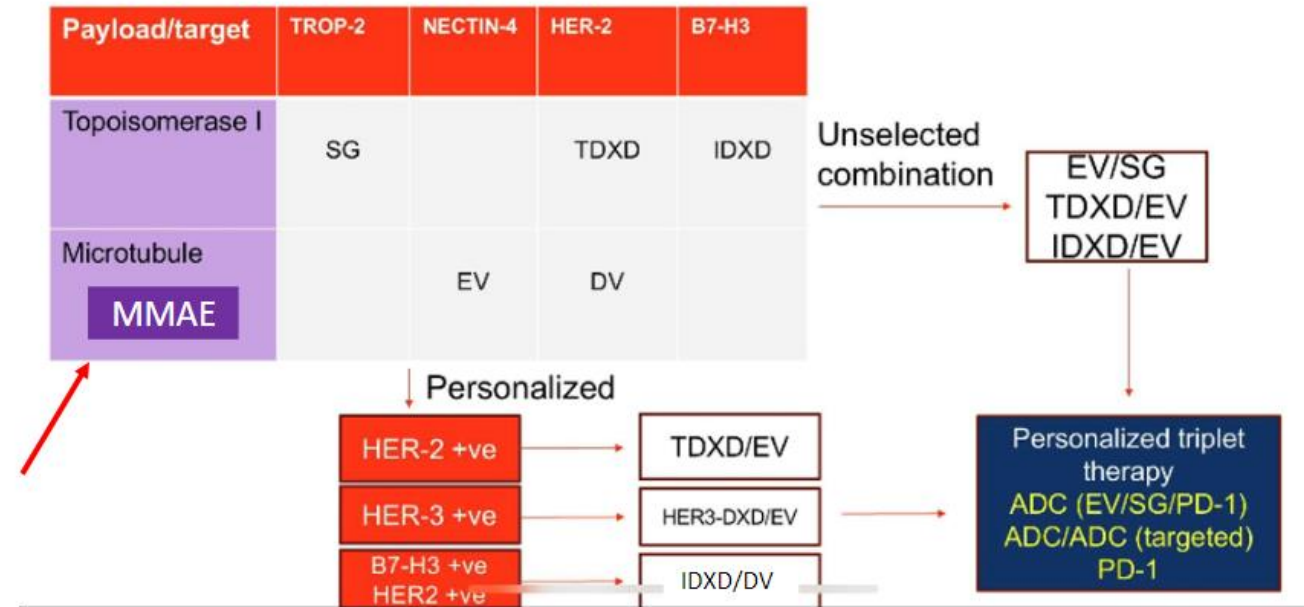 Payload/target TROP-2 NECTIN-4 HER-2 B7-H3
Topoisomerase I
SG TDXD IDXD
Microtubule
EV DV
MMAE
Unselected
combination
EV/SG
TDXD/EV
IDXD/EV
Personalized
HER-2 +ve
TDXD/EV
HER-3 +ve
HER3-DXD/EV
B7-H3 +ve
HER2 +ve
IDXD/DV
Personalized triplet
therapy
ADC (EV/SG/PD-1)
ADC/ADC (targeted)
PD-1